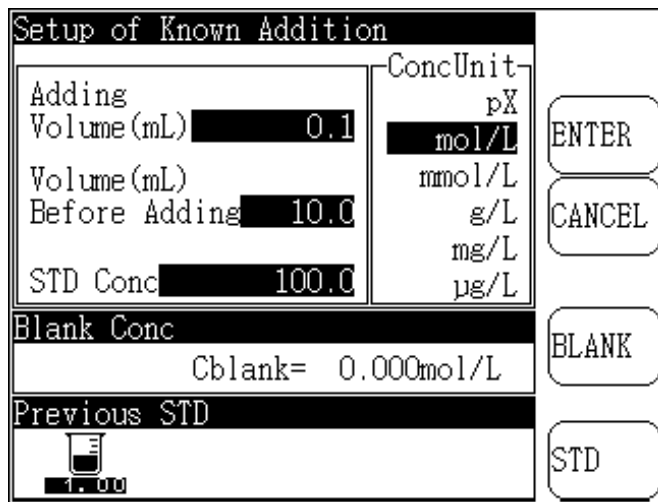 Setup of Known Addition
Adding
Volume(mL) 0.1
Volume(mL)
Before Adding 10.0
STD Conc 100.0
ConcUnit
pX
mol/L
mmol/L
g/L
mg/L
µg/L
Blank Conc
Cblank= 0.000mol/L
Previous STD
1.00
ENTER
CANCEL
BLANK
STD